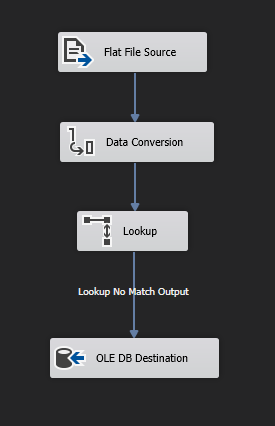 Flat File Source
Data Conversion
Lookup
Lookup No Match Output
OLE DB Destination